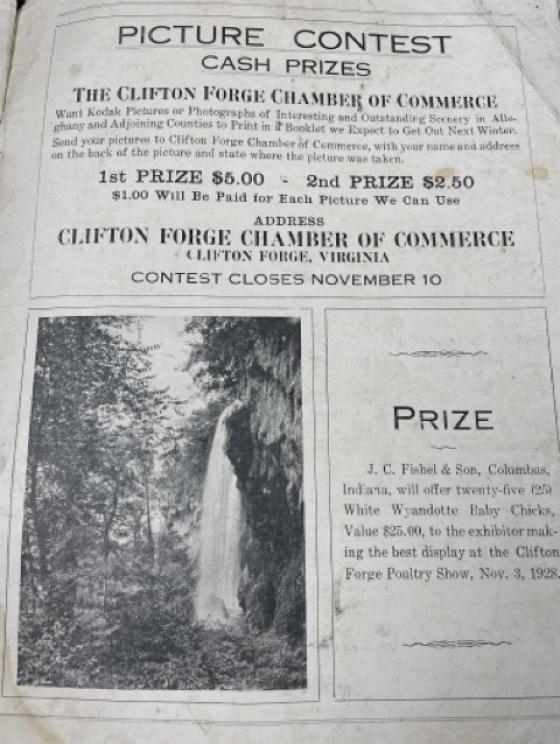 PICTURE CONTEST
CASH PRIZES
THE CLIFTON FORGE CHAMBER OF COMMERCE
Want Kodak Pictures or Photographs of Interesting and Outstanding Scenery in Alle-
ghany and Adjoining Counties to Print in a Booklet we Expect to Get Out Next Winter.
Send your pictures to Clifton Forge Chamber of Commerce, with your name and address
on the back of the picture and state where the picture was taken.
1st PRIZE $5.00 - 2nd PRIZE $2.50
$1.00 Will Be Paid for Each Picture We Can Use
ADDRESS
CLIFTON FORGE CHAMBER OF COMMERCE
CLIFTON FORGE, VIRGINIA
CONTEST CLOSES NOVEMBER 10
PRIZE
J. C. Fishel & Son, Columbus,
Indiana, will offer twenty-five (25)
White Wyandotte Baby Chicks,
Value $25.00, to the exhibitor mak-
ing the best display at the Clifton
Forge Poultry Show, Nov. 3, 1928.